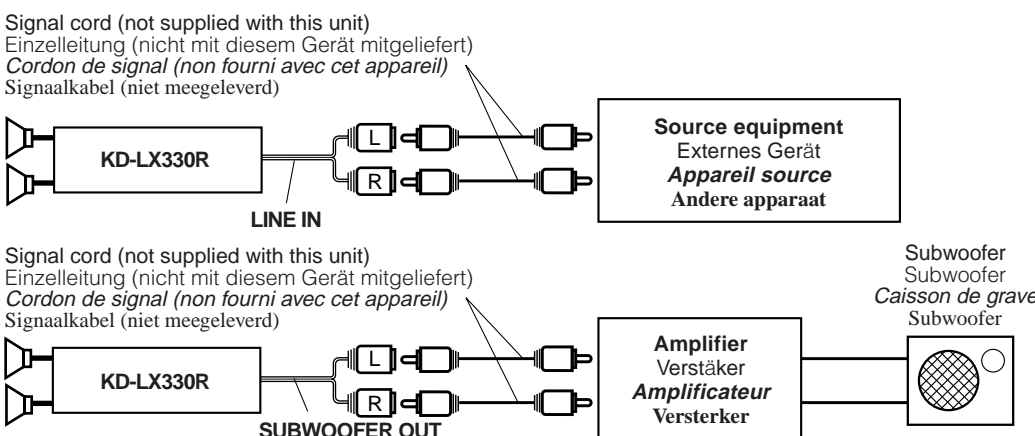 Signal cord (not supplied with this unit)
Einzelleitung (nicht mit diesem Gerät mitgeliefert)
Cordon de signal (non fourni avec cet appareil)
Signaalkabel (niet meegeleverd)
KD-LX330R
L
R
LINE IN
Source equipment
Externes Gerät
Appareil source
Andere apparaat
Signal cord (not supplied with this unit)
Einzelleitung (nicht mit diesem Gerät mitgeliefert)
Cordon de signal (non fourni avec cet appareil)
Signaalkabel (niet meegeleverd)
KD-LX330R
L
R
SUBWOOFER OUT
Amplifier
Verstäker
Amplificateur
Versterker
Subwoofer
Subwoofer
Caisson de grave
Subwoofer